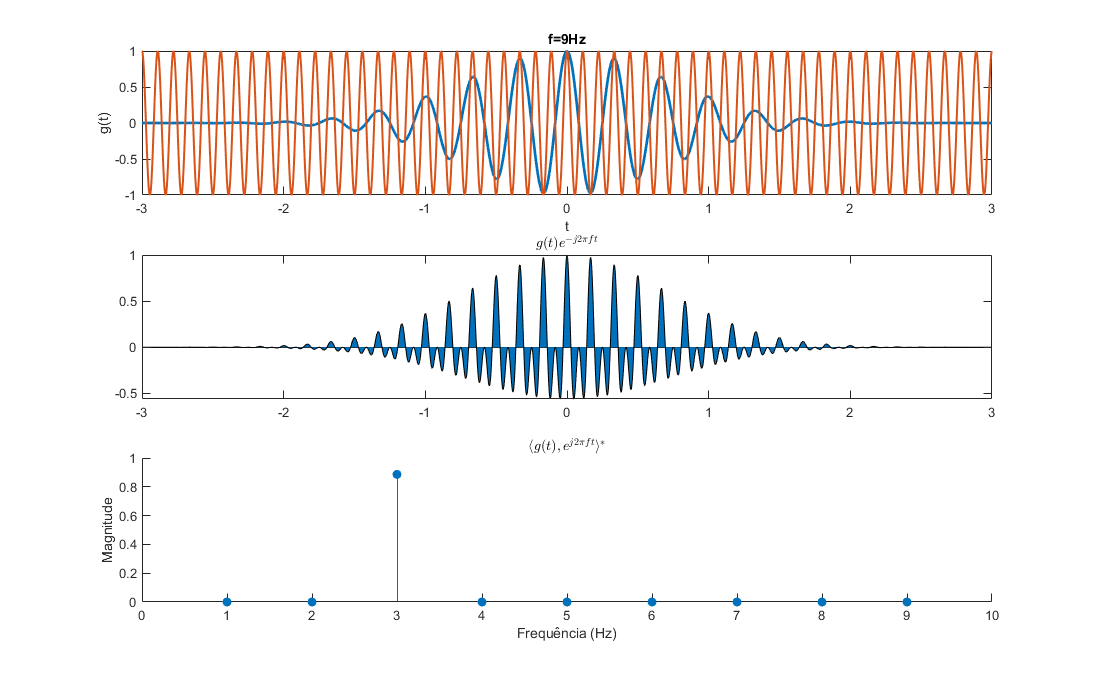 f=9Hz
g(t)
1
0.5
0
-0.5
-1
-3 -2 -1 0 1 2 3
t
g(t)e^{-j2πft}
1
0.5
0
-0.5
-3 -2 -1 0 1 2 3
⟨g(t), e^{j2πft}⟩*
Magnitude
1
0.8
0.6
0.4
0.2
0
0 1 2 3 4 5 6 7 8 9 10
Frequência (Hz)